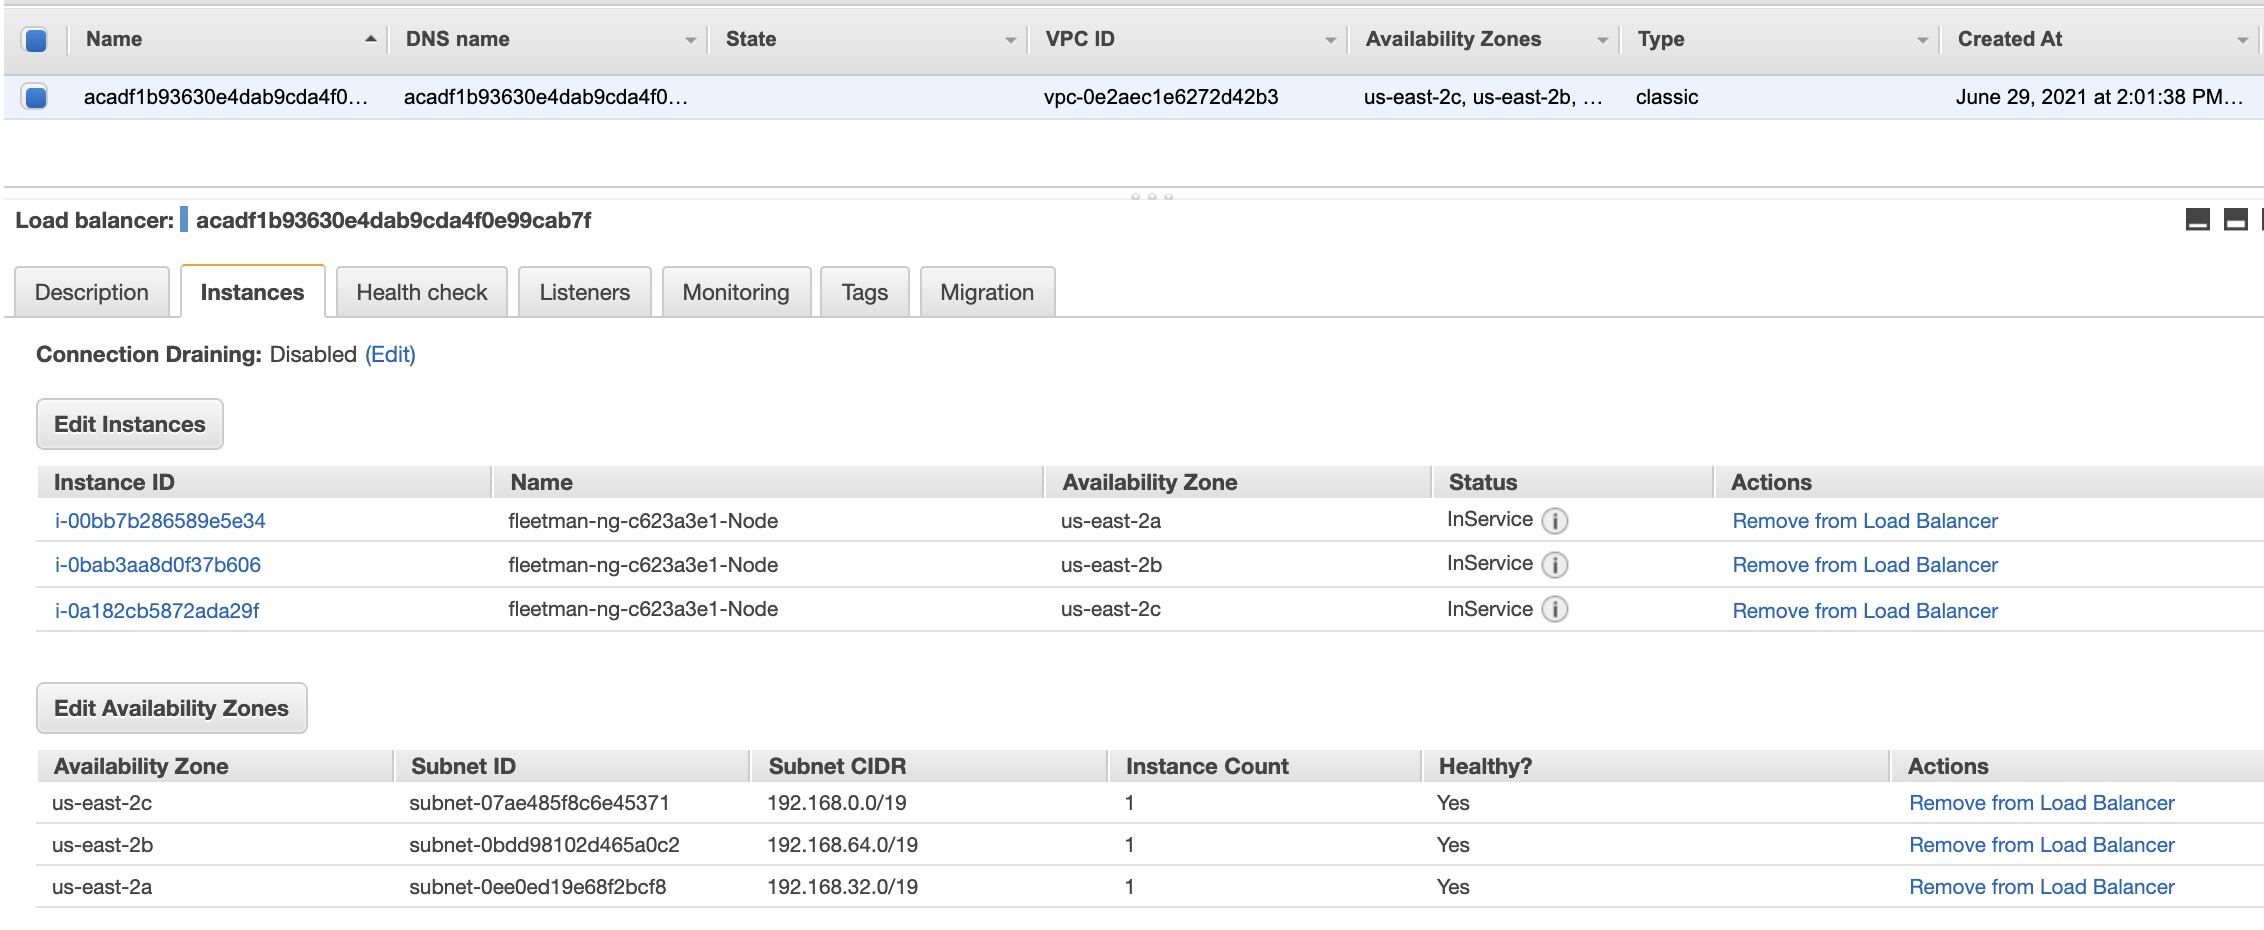 Name DNS name State VPC ID Availability Zones Type Created At
acadf1b93630e4dab9cda4f0... acadf1b93630e4dab9cda4f0... vpc-0e2aec1e6272d42b3 us-east-2c, us-east-2b, ... classic June 29, 2021 at 2:01:38 PM...
Load balancer: acadf1b93630e4dab9cda4f0e99cab7f
Description Instances Health check Listeners Monitoring Tags Migration
Connection Draining: Disabled (Edit)
Edit Instances
Instance ID Name Availability Zone Status Actions
i-00bb7b286589e5e34 fleetman-ng-c623a3e1-Node us-east-2a InService i Remove from Load Balancer
i-0bab3aa8d0f37b606 fleetman-ng-c623a3e1-Node us-east-2b InService i Remove from Load Balancer
i-0a182cb5872ada29f fleetman-ng-c623a3e1-Node us-east-2c InService i Remove from Load Balancer
Edit Availability Zones
Availability Zone Subnet ID Subnet CIDR Instance Count Healthy? Actions
us-east-2c subnet-07ae485f8c6e45371 192.168.0.0/19 1 Yes Remove from Load Balancer
us-east-2b subnet-0bdd98102d465a0c2 192.168.64.0/19 1 Yes Remove from Load Balancer
us-east-2a subnet-0ee0ed19e68f2bcf8 192.168.32.0/19 1 Yes Remove from Load Balancer